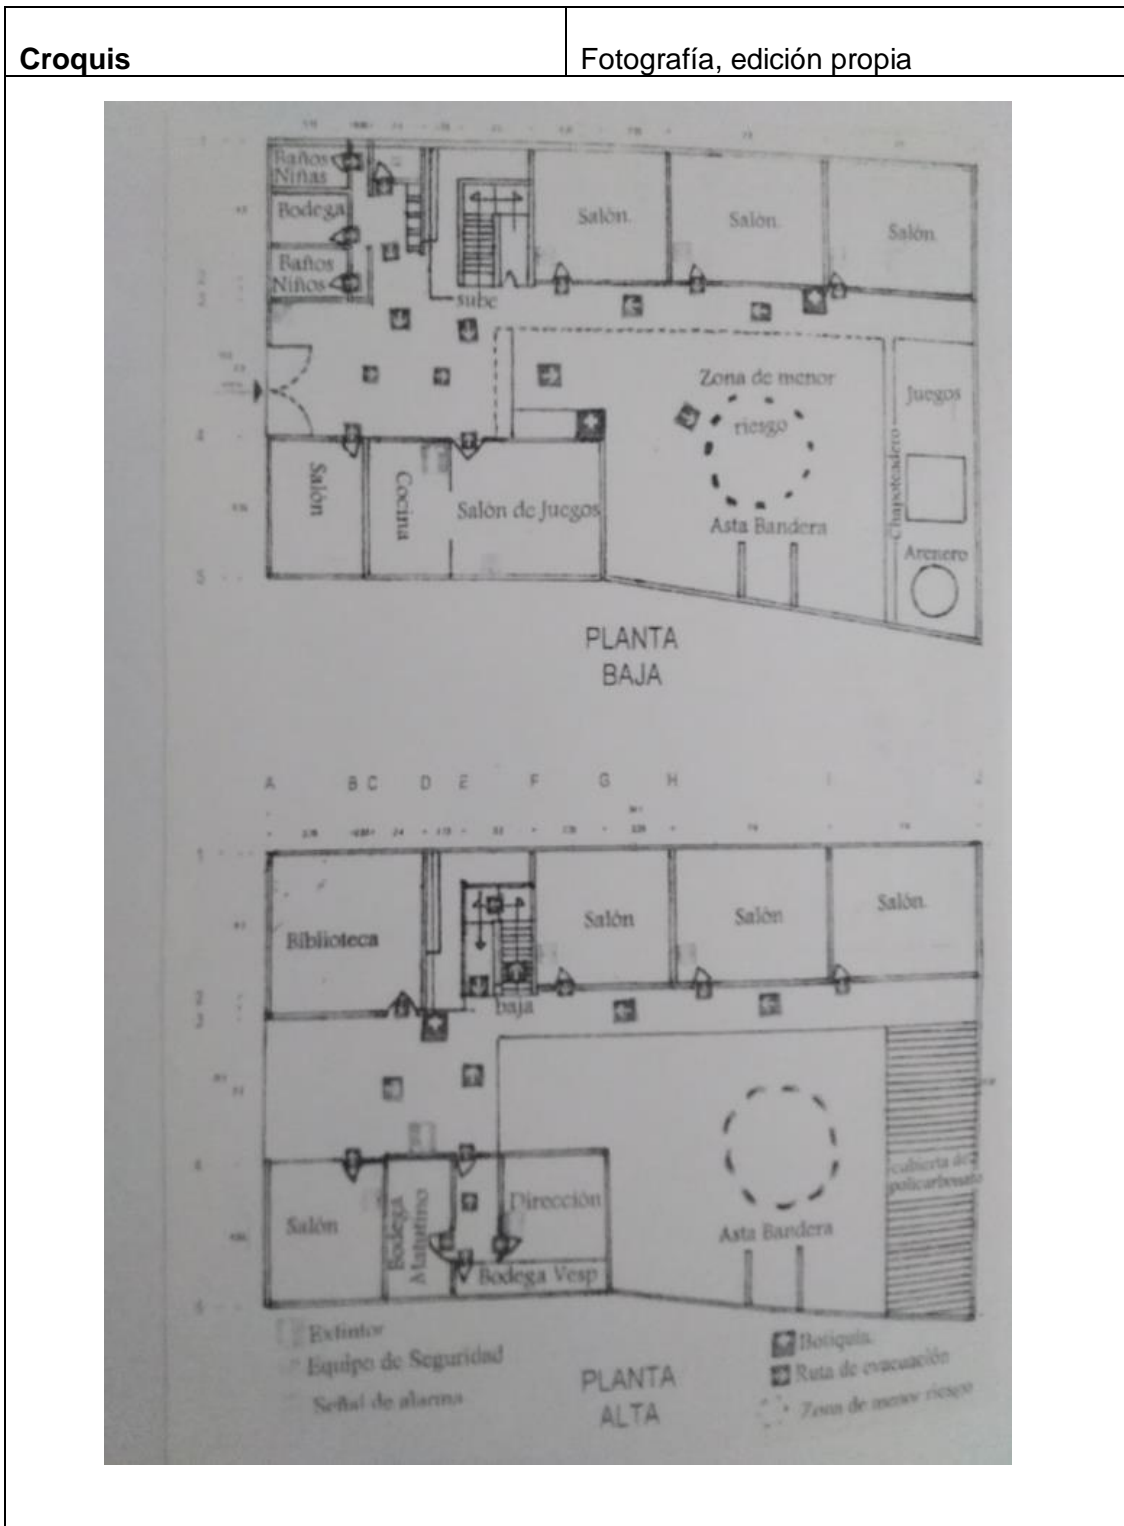 Croquis
Fotografía, edición propia
Baños
Niñas
Bodega
Baños
Niños
sube
Salón.
Salón.
Salón.
Zona de menor
riesgo
Juegos
Chapoteadero
Salón
Cocina
Salón de Juegos
Asta Bandera
Arenero
PLANTA
BAJA
A B C D E F G H I J
Biblioteca
baja
Salón
Salón
Salón.
cubierta de
policarbonato
Salón
Bodega
Matutino
Dirección
Bodega Vesp
Asta Bandera
Extintor
Equipo de Seguridad
Señal de alarma
PLANTA
ALTA
Botiquín.
Ruta de evacuación
Zona de menor riesgo